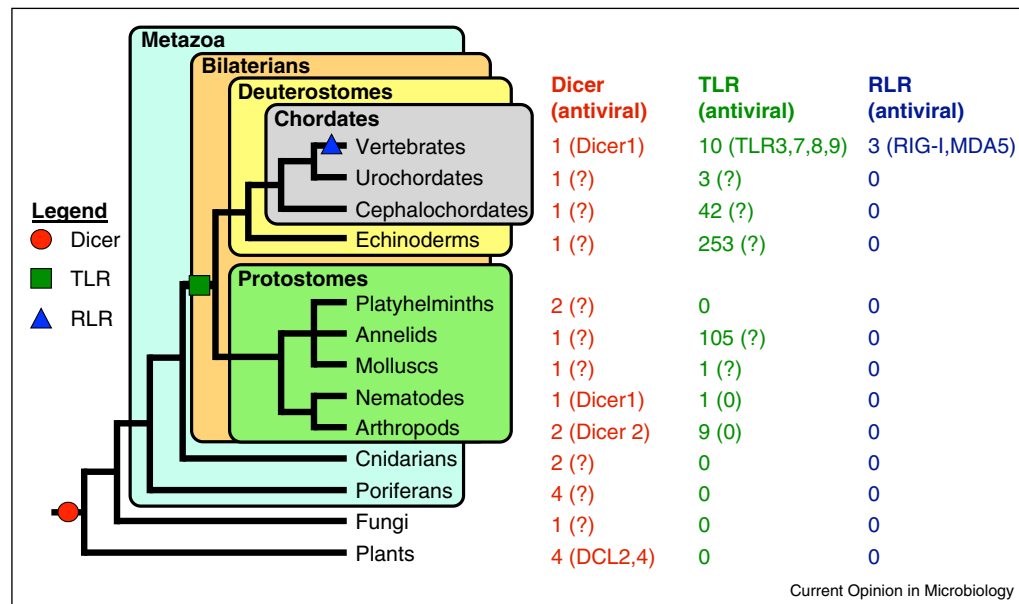 Metazoa
Bilaterians
Deuterostomes
Chordates
Dicer (antiviral)
TLR (antiviral)
RLR (antiviral)
Vertebrates 1 (Dicer1) 10 (TLR3,7,8,9) 3 (RIG-I,MDA5)
Urochordates 1 (?) 3 (?) 0
Cephalochordates 1 (?) 42 (?) 0
Echinoderms 1 (?) 253 (?) 0
Legend
Dicer
TLR
RLR
Protostomes
Platyhelminths 2 (?) 0 0
Annelids 1 (?) 105 (?) 0
Molluscs 1 (?) 1 (?) 0
Nematodes 1 (Dicer1) 1 (0) 0
Arthropods 2 (Dicer 2) 9 (0) 0
Cnidarians 2 (?) 0 0
Poriferans 4 (?) 0 0
Fungi 1 (?) 0 0
Plants 4 (DCL2,4) 0 0
Current Opinion in Microbiology